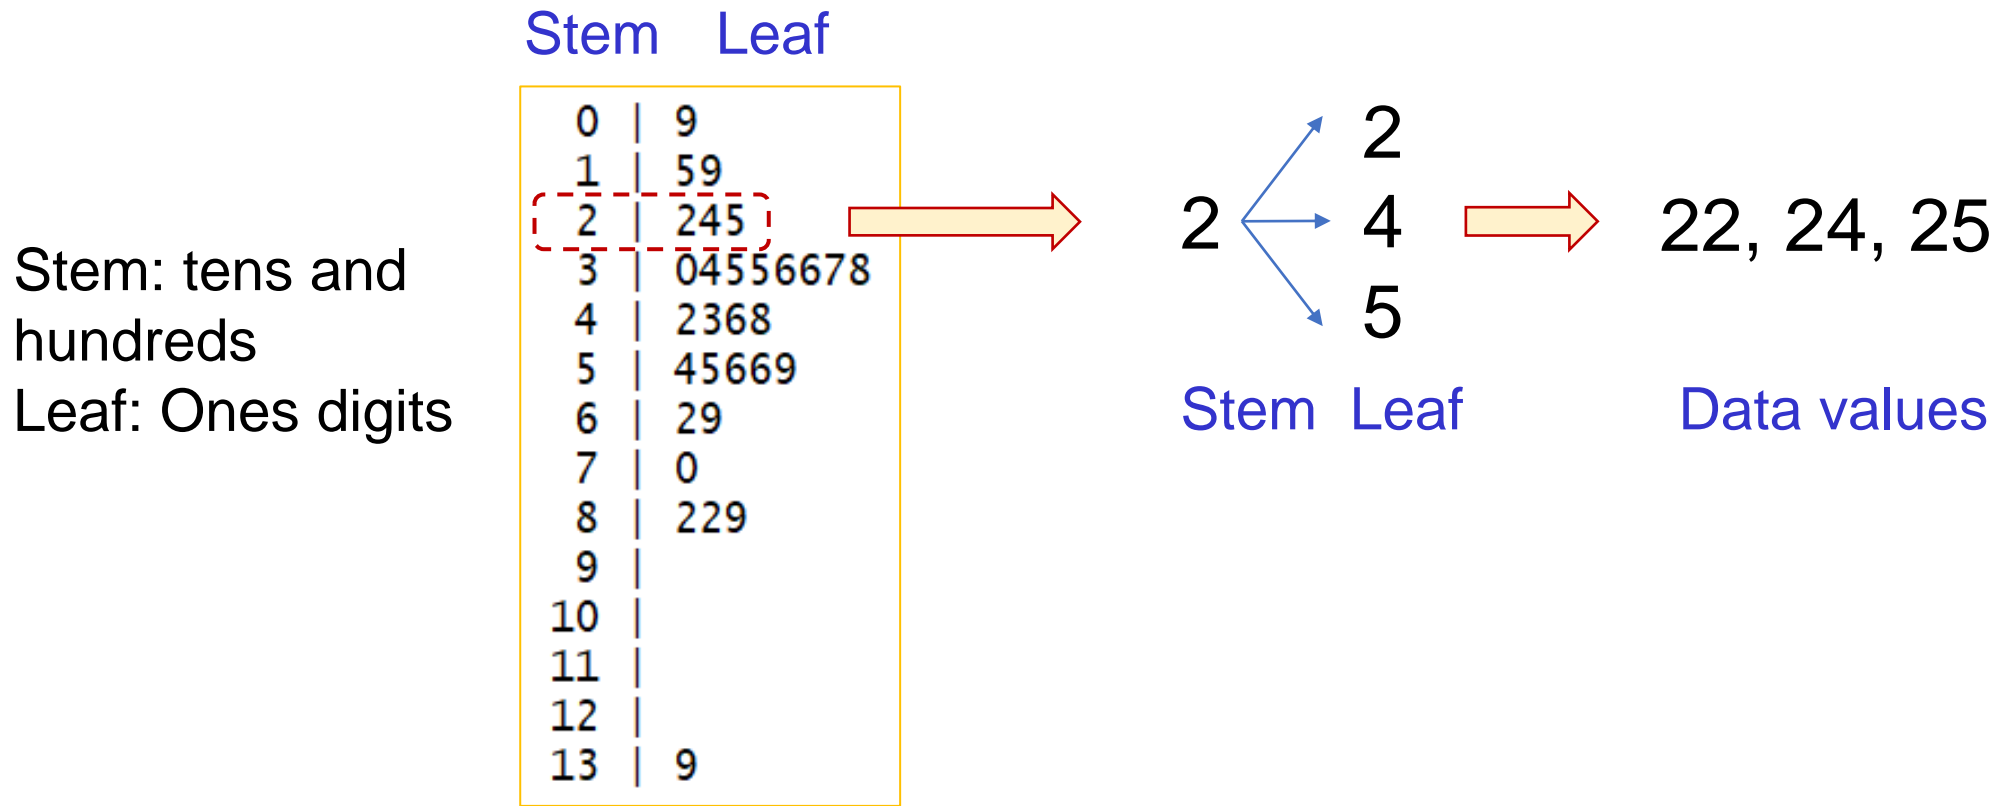 Stem Leaf
0 | 9
1 | 59
2 | 245
3 | 04556678
4 | 2368
5 | 45669
6 | 29
7 | 0
8 | 229
9 |
10 |
11 |
12 |
13 | 9
Stem: tens and
hundreds
Leaf: Ones digits
2
2
4
5
Stem Leaf
22, 24, 25
Data values